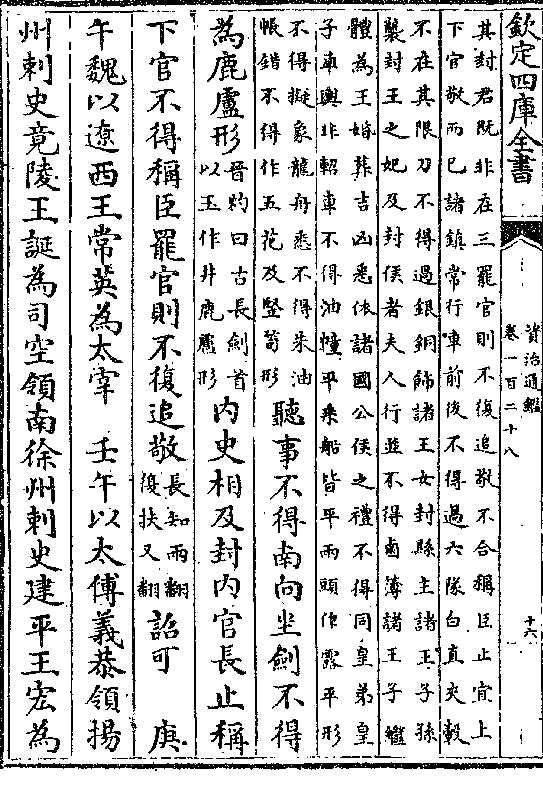 欽定四庫全書
資治通鑑
卷一百二十八
十六
其封君既非在三罷官則不復追敬不合稱臣止宜上
下官敬而已諸鎮常行車前後不得過六隊白直夾轂
不在其限刀不得過銀銅飾諸王女封縣主諸王子孫
襲封王之妃及封侯者夫人行並不得鹵簿諸王子繼
體為王婚葬吉凶悉依諸國公侯之禮不得同皇弟皇
子車輿非軺車不得油幢平乘船皆平兩頭作露平形
不得擬象龍舟悉不得朱油
帳錯不得作五花及豎筍形
聽事不得南向坐劍不得
為鹿盧形
晉灼曰古長劍首
以玉作井鹿盧形
內史相及封內官長止稱
下官不得稱臣罷官則不復追敬
長知兩翻
復扶又翻
詔可　庚
午魏以遼西王常英為太宰　壬午以太傅義恭領揚
州刺史竟陵王誕為司空領南徐州刺史建平王宏為